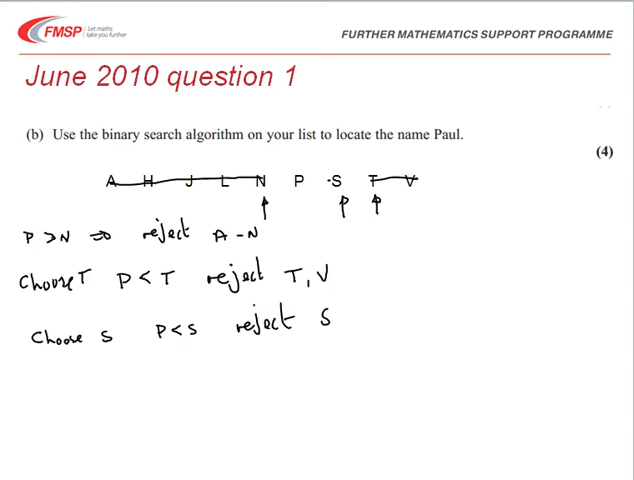 FMSP Let maths take you further
FURTHER MATHEMATICS SUPPORT PROGRAMME
June 2010 question 1
(b) Use the binary search algorithm on your list to locate the name Paul.
(4)
A H J L N P S T V
P > N ⇒ reject A - N
Choose T P < T reject T, V
Choose S P < S reject S